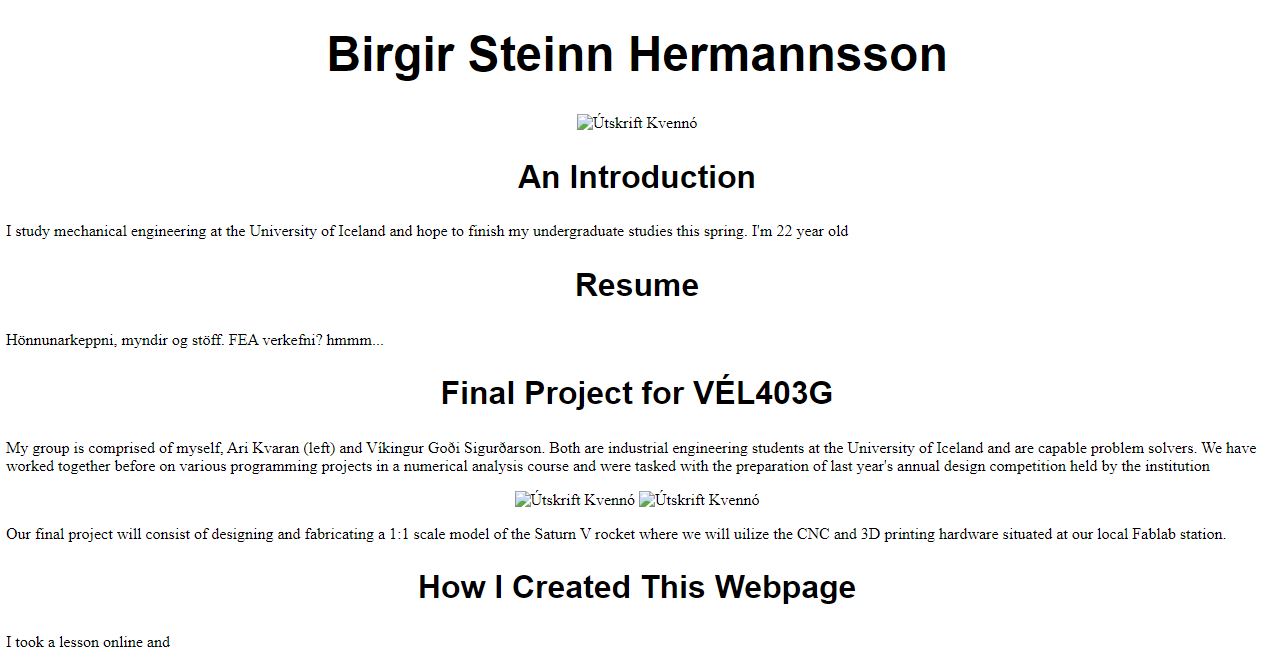 Birgir Steinn Hermannsson
Útskrift Kvennó
An Introduction
I study mechanical engineering at the University of Iceland and hope to finish my undergraduate studies this spring. I'm 22 year old
Resume
Hönnunarkeppni, myndir og stöff. FEA verkefni? hmmm...
Final Project for VÉL403G
My group is comprised of myself, Ari Kvaran (left) and Víkingur Goði Sigurðarson. Both are industrial engineering students at the University of Iceland and are capable problem solvers. We have
worked together before on various programming projects in a numerical analysis course and were tasked with the preparation of last year's annual design competition held by the institution
Útskrift Kvennó Útskrift Kvennó
Our final project will consist of designing and fabricating a 1:1 scale model of the Saturn V rocket where we will uilize the CNC and 3D printing hardware situated at our local Fablab station.
How I Created This Webpage
I took a lesson online and